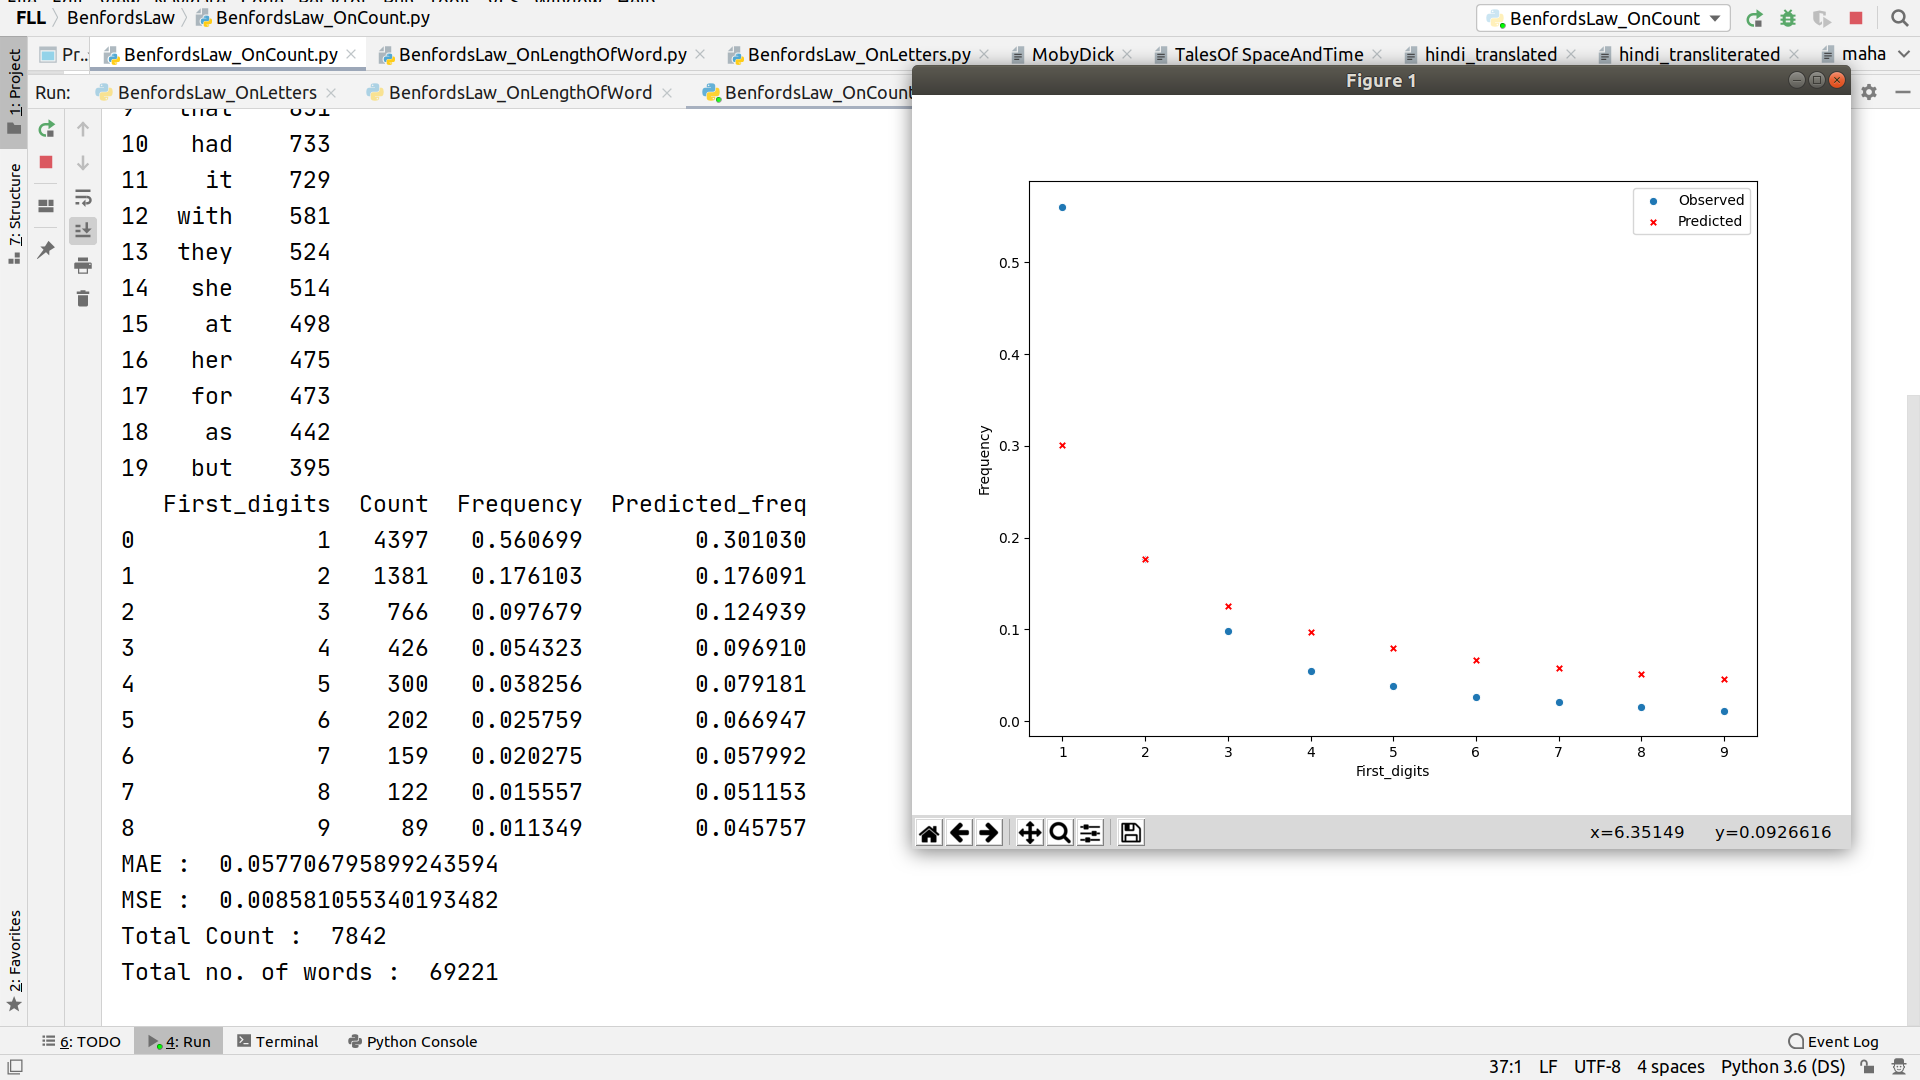 FLL BenfordsLaw BenfordsLaw_OnCount.py
BenfordsLaw_OnCount
Pr.. BenfordsLaw_OnCount.py BenfordsLaw_OnLengthOfWord.py BenfordsLaw_OnLetters.py MobyDick TalesOf SpaceAndTime hindi_translated hindi_transliterated maha
Run: BenfordsLaw_OnLetters BenfordsLaw_OnLengthOfWord BenfordsLaw_OnCount
1: Project
7: Structure
2: Favorites
9 that 831
10 had 733
11 it 729
12 with 581
13 they 524
14 she 514
15 at 498
16 her 475
17 for 473
18 as 442
19 but 395
First_digits Count Frequency Predicted_freq
0 1 4397 0.560699 0.301030
1 2 1381 0.176103 0.176091
2 3 766 0.097679 0.124939
3 4 426 0.054323 0.096910
4 5 300 0.038256 0.079181
5 6 202 0.025759 0.066947
6 7 159 0.020275 0.057992
7 8 122 0.015557 0.051153
8 9 89 0.011349 0.045757
MAE : 0.057706795899243594
MSE : 0.008581055340193482
Total Count : 7842
Total no. of words : 69221
Figure 1
Observed
Predicted
0.5
0.4
0.3
0.2
0.1
0.0
Frequency
1 2 3 4 5 6 7 8 9
First_digits
x=6.35149 y=0.0926616
6: TODO 4: Run Terminal Python Console Event Log
37:1 LF UTF-8 4 spaces Python 3.6 (DS)